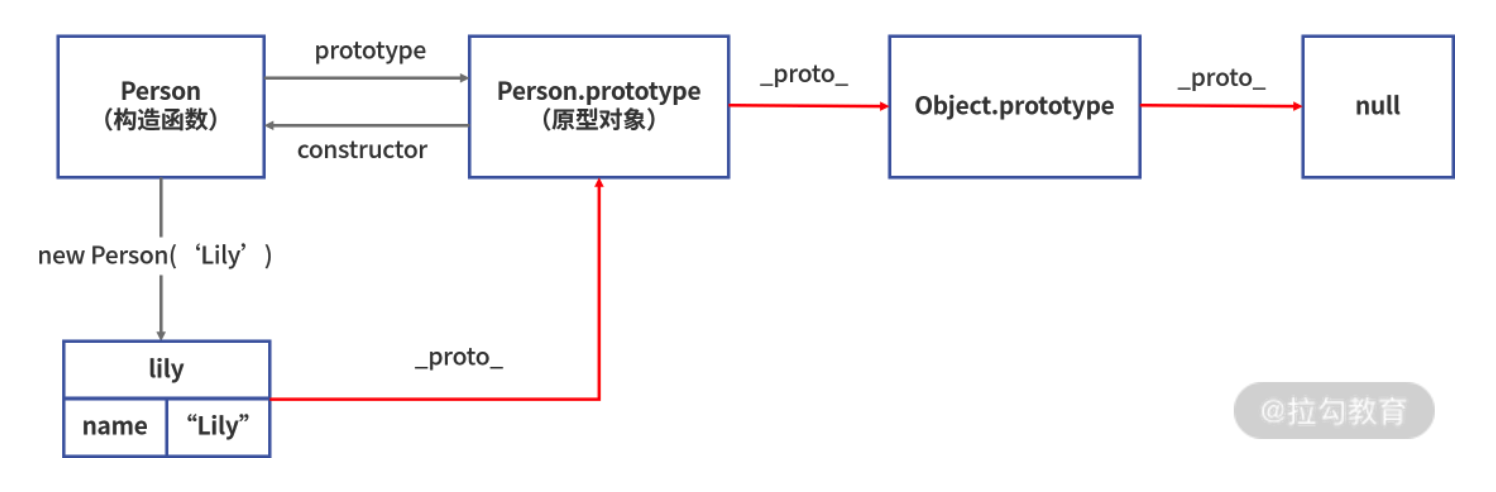 prototype
Person
（构造函数）
constructor
Person.prototype
（原型对象）
_proto_
Object.prototype
_proto_
null
new Person(‘Lily’)
lily
name
“Lily”
_proto_
@拉勾教育